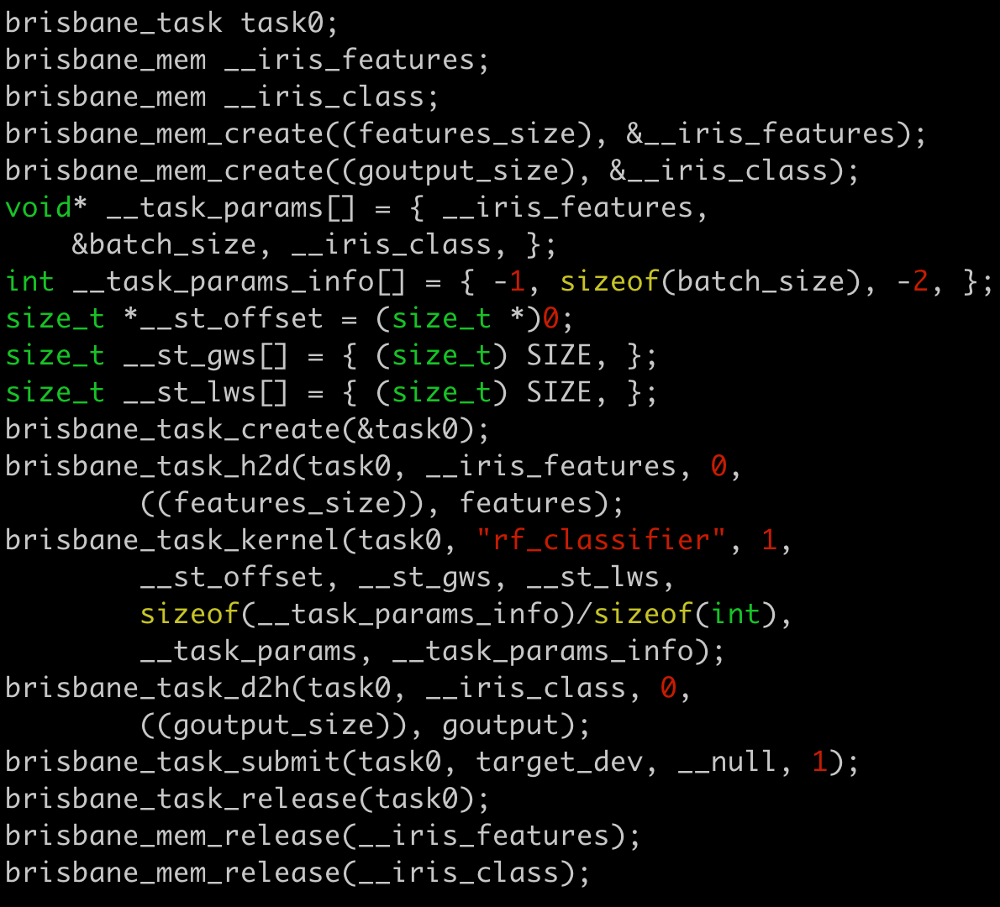 brisbane_task task0;
brisbane_mem __iris_features;
brisbane_mem __iris_class;
brisbane_mem_create((features_size), &__iris_features);
brisbane_mem_create((goutput_size), &__iris_class);
void* __task_params[] = { __iris_features,
    &batch_size, __iris_class, };
int __task_params_info[] = { -1, sizeof(batch_size), -2, };
size_t *__st_offset = (size_t *)0;
size_t __st_gws[] = { (size_t) SIZE, };
size_t __st_lws[] = { (size_t) SIZE, };
brisbane_task_create(&task0);
brisbane_task_h2d(task0, __iris_features, 0,
        ((features_size)), features);
brisbane_task_kernel(task0, "rf_classifier", 1,
        __st_offset, __st_gws, __st_lws,
        sizeof(__task_params_info)/sizeof(int),
        __task_params, __task_params_info);
brisbane_task_d2h(task0, __iris_class, 0,
        ((goutput_size)), goutput);
brisbane_task_submit(task0, target_dev, __null, 1);
brisbane_task_release(task0);
brisbane_mem_release(__iris_features);
brisbane_mem_release(__iris_class);